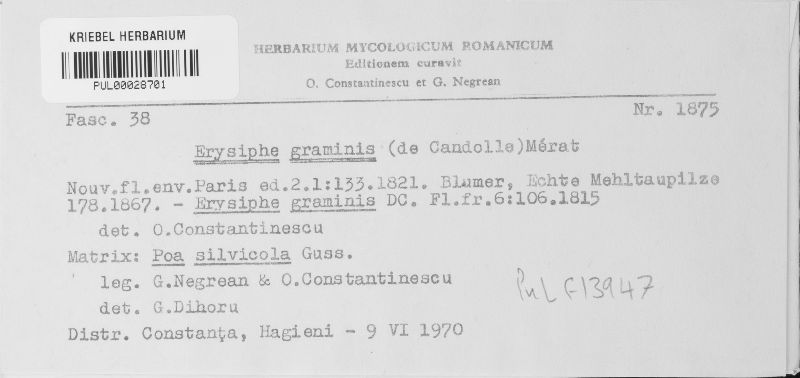 KRIEBEL HERBARIUM
PUL00028701
HERBARIUM MYCOLOGICUM ROMANICUM
Editionem curavit
O. Constantinescu et G. Negrean
Fasc. 38
Nr. 1875
Erysiphe graminis (de Candolle)Mérat
Nouv.fl.env.Paris ed.2.1:133.1821. Blumer, Echte Mehltaupilze
178.1867. - Erysiphe graminis DC. Fl.fr.6:106.1815
det. O.Constantinescu
Matrix: Poa silvicola Guss.
leg. G.Negrean & O.Constantinescu
det. G.Dihoru
Distr. Constanţa, Hagieni - 9 VI 1970
PUL F13947